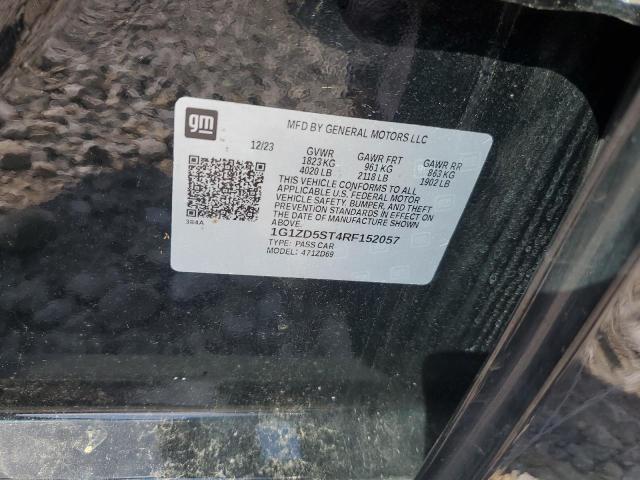 gm
MFD BY GENERAL MOTORS LLC
12/23
GVWR GAWR FRT GAWR RR
1823 KG 961 KG 863 KG
4020 LB 2118 LB 1902 LB
THIS VEHICLE CONFORMS TO ALL
APPLICABLE U.S. FEDERAL MOTOR
VEHICLE SAFETY, BUMPER, AND THEFT
PREVENTION STANDARDS IN EFFECT ON
THE DATE OF MANUFACTURE SHOWN
ABOVE.
384A
1G1ZD5ST4RF152057
TYPE: PASS CAR
MODEL: 471ZD69